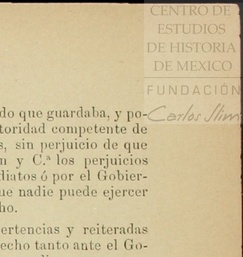 CENTRO DE
ESTUDIOS
DE HISTORIA
DE MEXICO
FUNDACIÓN
Carlos Slim
do que guardaba, y po-
toridad competente de
s, sin perjuicio de que
n y C.ª los perjuicios
diatos ó por el Gobier-
ue nadie puede ejercer
ho.
ertencias y reiteradas
echo tanto ante el Go-